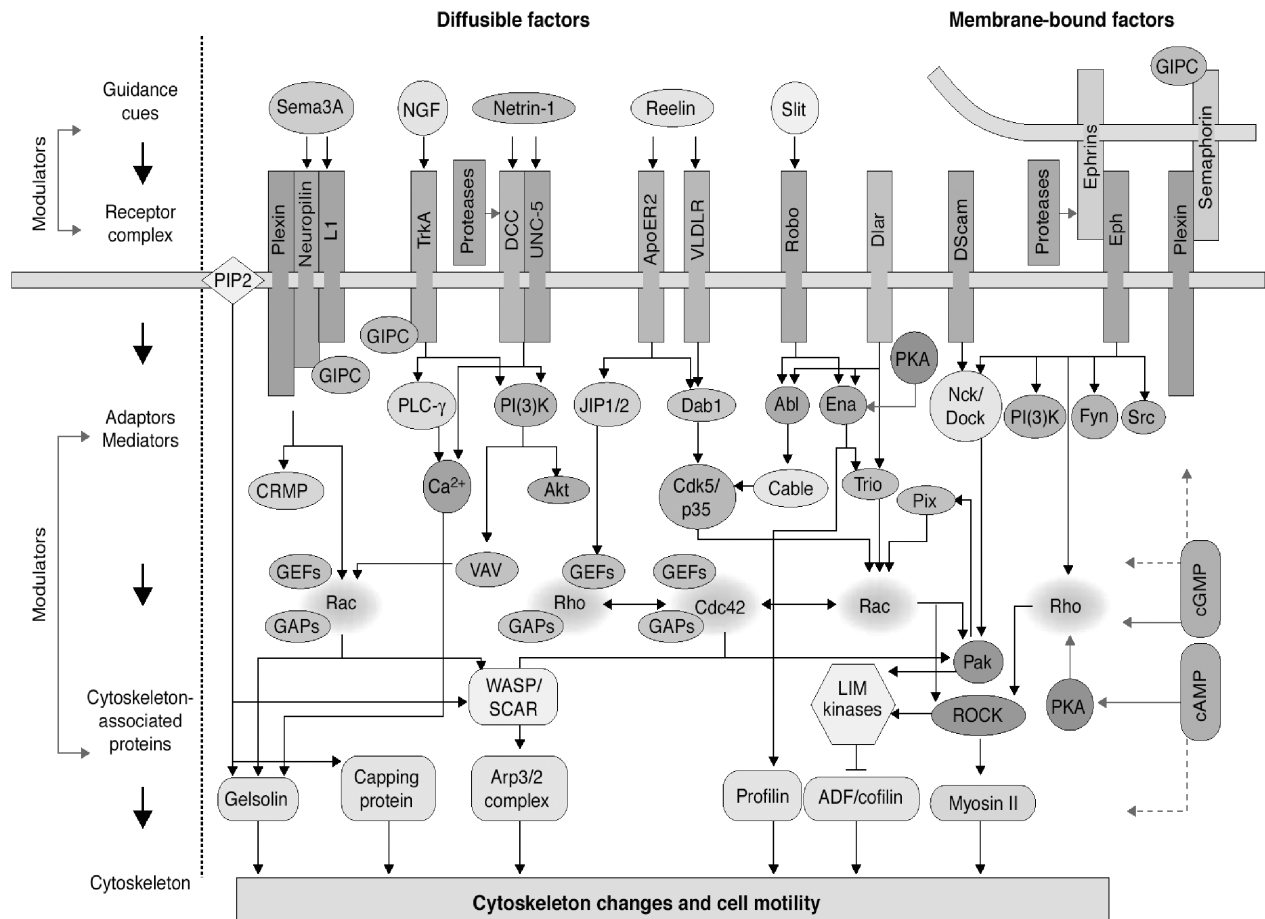 Diffusible factors
Membrane-bound factors
Guidance
cues
Modulators
Receptor
complex
Adaptors
Mediators
Modulators
Cytoskeleton-
associated
proteins
Cytoskeleton
Sema3A
NGF
Netrin-1
Reelin
Slit
GIPC
Plexin
Neuropilin
L1
TrkA
Proteases
DCC
UNC-5
ApoER2
VLDLR
Robo
Dlar
DScam
Proteases
Ephrins
Eph
Plexin
Semaphorin
PIP2
GIPC
GIPC
PLC-γ
PI(3)K
JIP1/2
Dab1
Abl
Ena
PKA
Nck/
Dock
PI(3)K
Fyn
Src
CRMP
Ca2+
Akt
Cdk5/
p35
Cable
Trio
Pix
GEFs
Rac
GAPs
VAV
GEFs
Rho
GAPs
GEFs
Cdc42
GAPs
Rac
Rho
cGMP
Pak
WASP/
SCAR
LIM
kinases
ROCK
PKA
cAMP
Gelsolin
Capping
protein
Arp3/2
complex
Profilin
ADF/cofilin
Myosin II
Cytoskeleton changes and cell motility